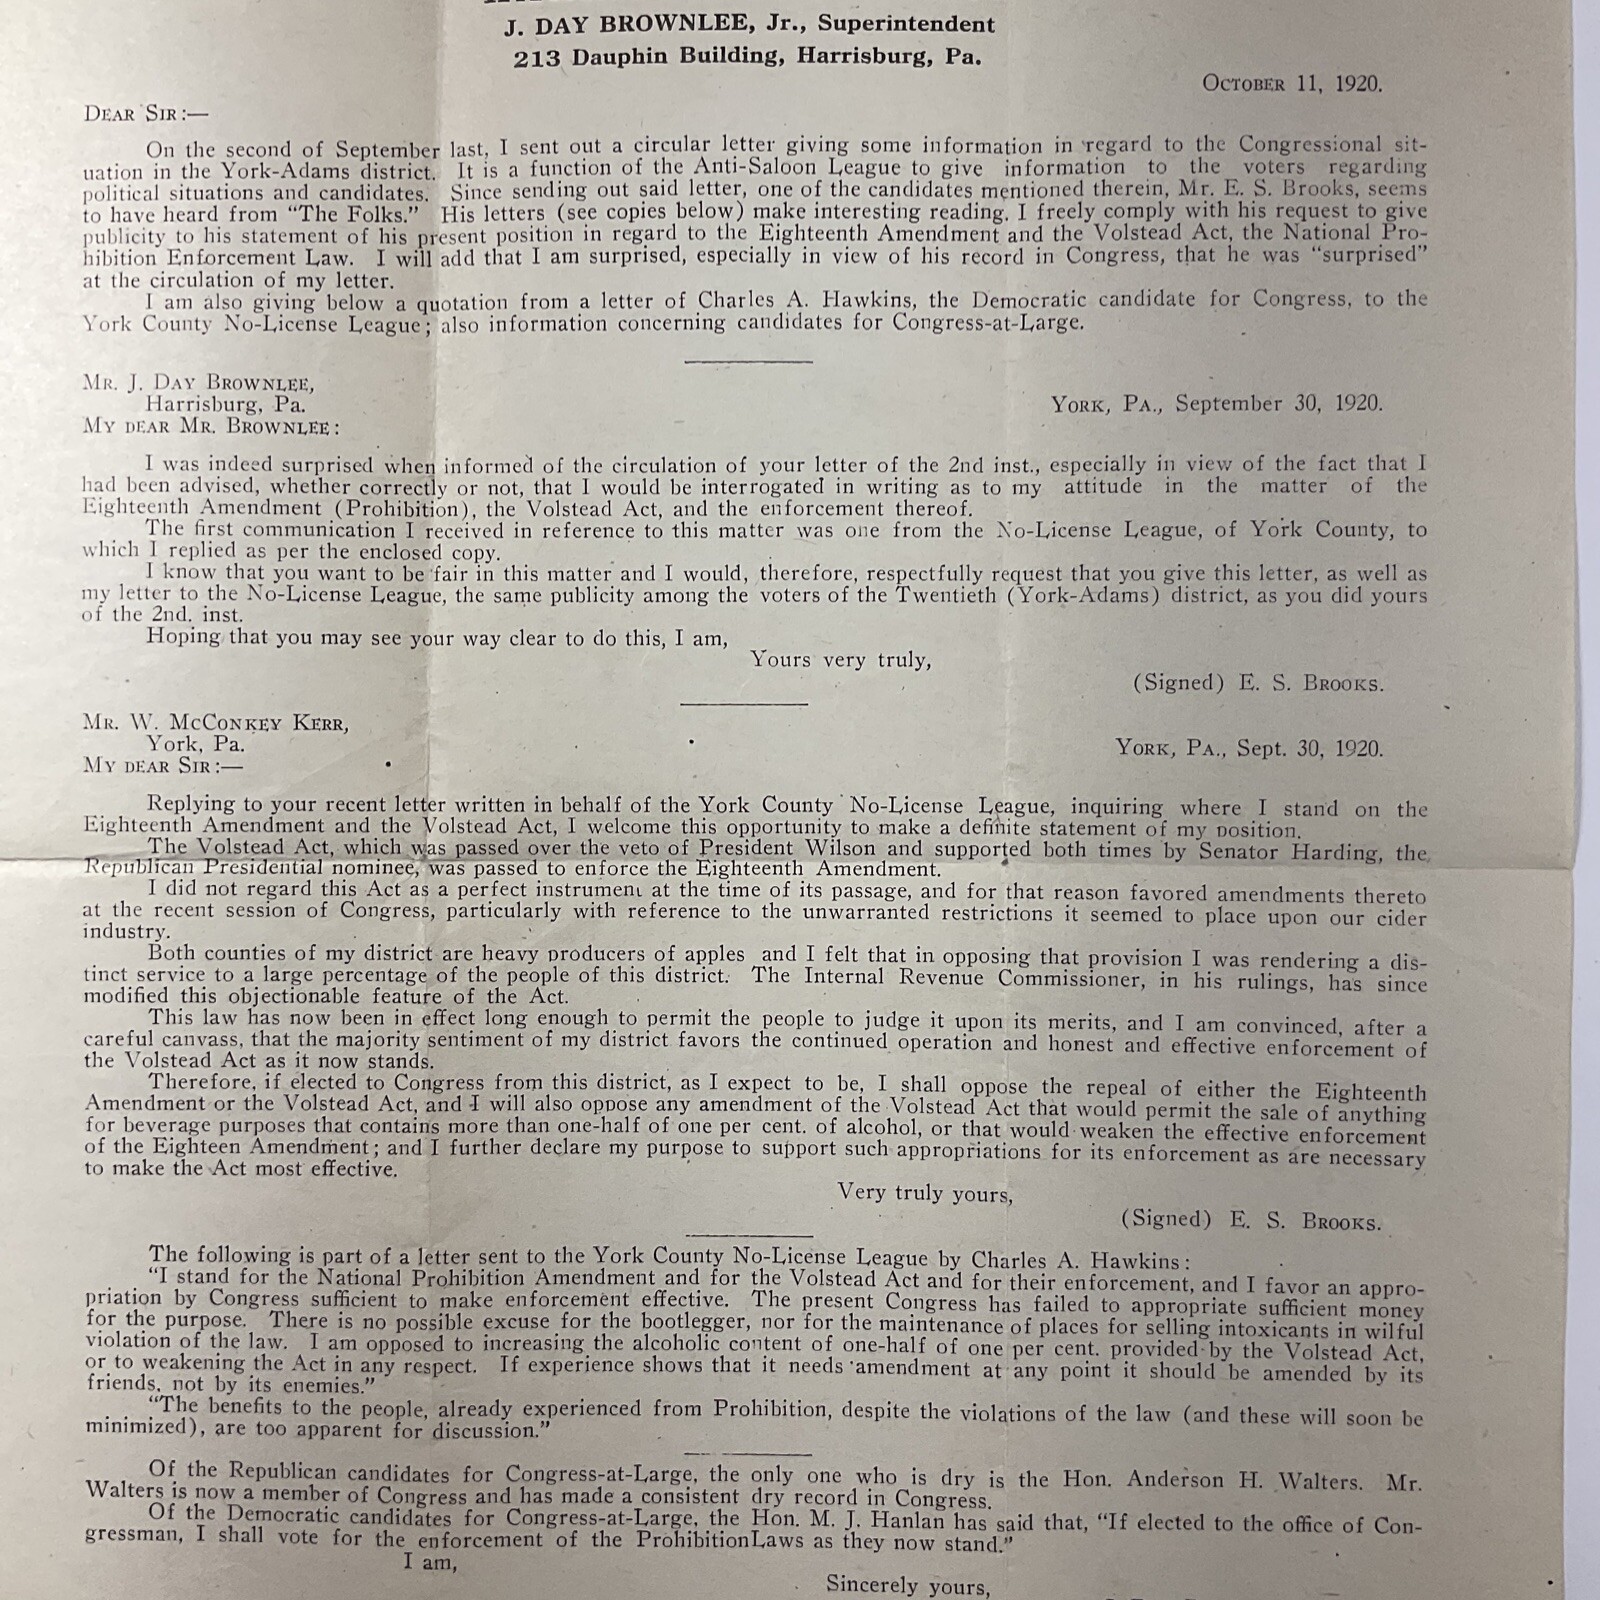 J. DAY BROWNLEE, Jr., Superintendent
213 Dauphin Building, Harrisburg, Pa.
OCTOBER 11, 1920.
DEAR SIR:—
On the second of September last, I sent out a circular letter giving some information in regard to the Congressional sit-
uation in the York-Adams district. It is a function of the Anti-Saloon League to give information to the voters regarding
political situations and candidates. Since sending out said letter, one of the candidates mentioned therein, Mr. E. S. Brooks, seems
to have heard from "The Folks." His letters (see copies below) make interesting reading. I freely comply with his request to give
publicity to his statement of his present position in regard to the Eighteenth Amendment and the Volstead Act, the National Pro-
hibition Enforcement Law. I will add that I am surprised, especially in view of his record in Congress, that he was "surprised"
at the circulation of my letter.
I am also giving below a quotation from a letter of Charles A. Hawkins, the Democratic candidate for Congress, to the
York County No-License League; also information concerning candidates for Congress-at-Large.
MR. J. DAY BROWNLEE,
Harrisburg, Pa.
YORK, PA., September 30, 1920.
MY DEAR MR. BROWNLEE:
I was indeed surprised when informed of the circulation of your letter of the 2nd inst., especially in view of the fact that I
had been advised, whether correctly or not, that I would be interrogated in writing as to my attitude in the matter of the
Eighteenth Amendment (Prohibition), the Volstead Act, and the enforcement thereof.
The first communication I received in reference to this matter was one from the No-License League, of York County, to
which I replied as per the enclosed copy.
I know that you want to be fair in this matter and I would, therefore, respectfully request that you give this letter, as well as
my letter to the No-License League, the same publicity among the voters of the Twentieth (York-Adams) district, as you did yours
of the 2nd. inst.
Hoping that you may see your way clear to do this, I am,
Yours very truly,
(Signed) E. S. BROOKS.
MR. W. MCCONKEY KERR,
York, Pa.
YORK, PA., Sept. 30, 1920.
MY DEAR SIR:—
Replying to your recent letter written in behalf of the York County No-License League, inquiring where I stand on the
Eighteenth Amendment and the Volstead Act, I welcome this opportunity to make a definite statement of my position.
The Volstead Act, which was passed over the veto of President Wilson and supported both times by Senator Harding, the
Republican Presidential nominee, was passed to enforce the Eighteenth Amendment.
I did not regard this Act as a perfect instrument at the time of its passage, and for that reason favored amendments thereto
at the recent session of Congress, particularly with reference to the unwarranted restrictions it seemed to place upon our cider
industry.
Both counties of my district are heavy producers of apples and I felt that in opposing that provision I was rendering a dis-
tinct service to a large percentage of the people of this district. The Internal Revenue Commissioner, in his rulings, has since
modified this objectionable feature of the Act.
This law has now been in effect long enough to permit the people to judge it upon its merits, and I am convinced, after a
careful canvass, that the majority sentiment of my district favors the continued operation and honest and effective enforcement of
the Volstead Act as it now stands.
Therefore, if elected to Congress from this district, as I expect to be, I shall oppose the repeal of either the Eighteenth
Amendment or the Volstead Act, and I will also oppose any amendment of the Volstead Act that would permit the sale of anything
for beverage purposes that contains more than one-half of one per cent. of alcohol, or that would weaken the effective enforcement
of the Eighteen Amendment; and I further declare my purpose to support such appropriations for its enforcement as are necessary
to make the Act most effective.
Very truly yours,
(Signed) E. S. BROOKS.
The following is part of a letter sent to the York County No-License League by Charles A. Hawkins:
"I stand for the National Prohibition Amendment and for the Volstead Act and for their enforcement, and I favor an appro-
priation by Congress sufficient to make enforcement effective. The present Congress has failed to appropriate sufficient money
for the purpose. There is no possible excuse for the bootlegger, nor for the maintenance of places for selling intoxicants in wilful
violation of the law. I am opposed to increasing the alcoholic content of one-half of one per cent. provided by the Volstead Act,
or to weakening the Act in any respect. If experience shows that it needs amendment at any point it should be amended by its
friends, not by its enemies."
"The benefits to the people, already experienced from Prohibition, despite the violations of the law (and these will soon be
minimized), are too apparent for discussion."
Of the Republican candidates for Congress-at-Large, the only one who is dry is the Hon. Anderson H. Walters. Mr.
Walters is now a member of Congress and has made a consistent dry record in Congress.
Of the Democratic candidates for Congress-at-Large, the Hon. M. J. Hanlan has said that, "If elected to the office of Con-
gressman, I shall vote for the enforcement of the ProhibitionLaws as they now stand."
I am,
Sincerely yours,